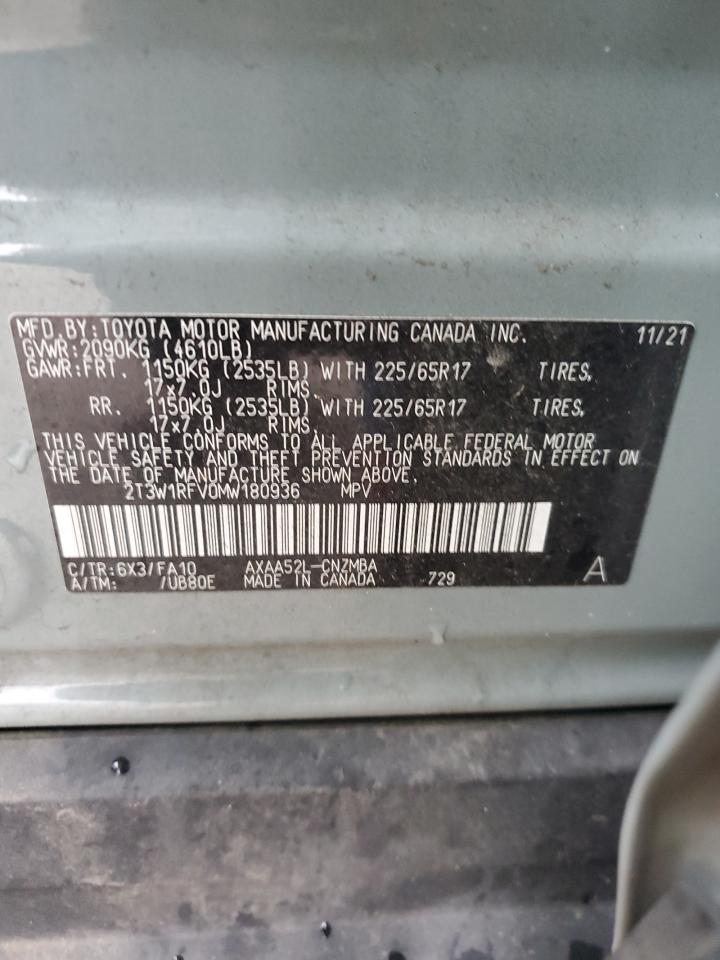 MFD. BY: TOYOTA MOTOR MANUFACTURING CANADA INC. 11/21
GVWR: 2090KG (4610LB)
GAWR: FRT. 1150KG (2535LB) WITH 225/65R17 TIRES,
17x7.0J RIMS.
RR. 1150KG (2535LB) WITH 225/65R17 TIRES,
17x7.0J RIMS.
THIS VEHICLE CONFORMS TO ALL APPLICABLE FEDERAL MOTOR
VEHICLE SAFETY AND THEFT PREVENTION STANDARDS IN EFFECT ON
THE DATE OF MANUFACTURE SHOWN ABOVE.
2T3W1RFV0MW180936 MPV
C/TR: 6X3/FA10 AXAA52L-CNZMBA
A/TM: /UB80E MADE IN CANADA 729 A